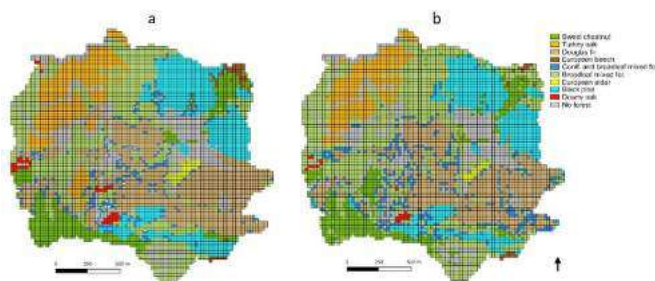 a
b
Sweet chestnut
Turkey oak
Douglas fir
European beech
Conif. and broadleaf mixed fo
Broadleaf mixed for.
European alder
Black pine
Downy oak
No forest
0 250 500 m
0 250 500 m